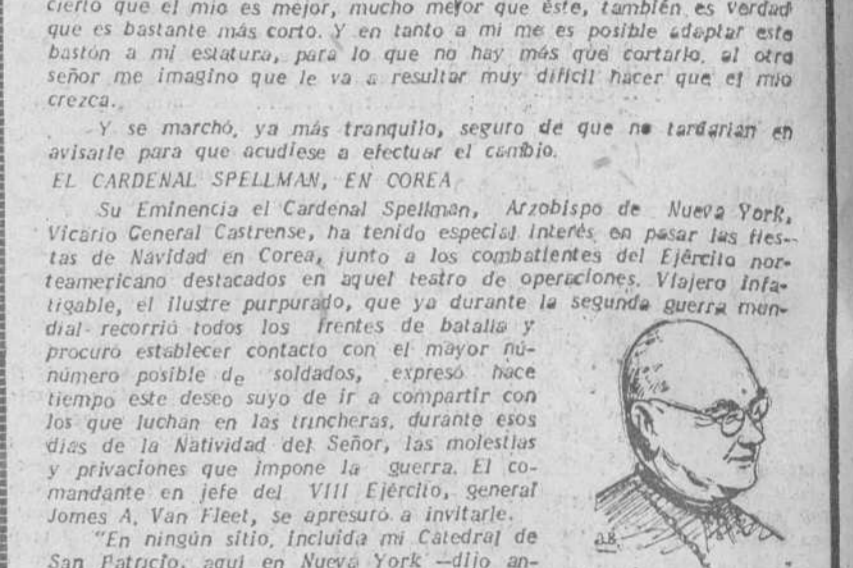 cierto que el mio es mejor, mucho mejor que éste, también es verdad
que es bastante más corto. Y en tanto a mi me es posible adaptar este
bastón a mi estatura, para lo que no hay más que cortarlo, al otro
señor me imagino que le va a resultar muy dificil hacer que el mio
crezca.
Y se marchó, ya más tranquilo, seguro de que no tardarian en
avisarle para que acudiese a efectuar el cambio.
EL CARDENAL SPELLMAN, EN COREA
Su Eminencia el Cardenal Spellman, Arzobispo de Nueva York,
Vicario General Castrense, ha tenido especial interés en pasar las fies-
tas de Navidad en Corea, junto a los combatientes del Ejército nor-
teamericano destacados en aquel teatro de operaciones. Viajero infa-
tigable, el ilustre purpurado, que ya durante la segunda guerra mun-
dial recorrió todos los frentes de batalla y
procuró establecer contacto con el mayor nú-
número posible de soldados, expresó hace
tiempo este deseo suyo de ir a compartir con
los que luchan en las trincheras, durante esos
dias de la Natividad del Señor, las molestias
y privaciones que impone la guerra. El co-
mandante en jefe del VIII Ejército, general
Jomes A. Van Fleet, se apresuró a invitarle.
"En ningún sitio, incluida mi Catedral de
San Patricio, aqui en Nueva York —dijo an-